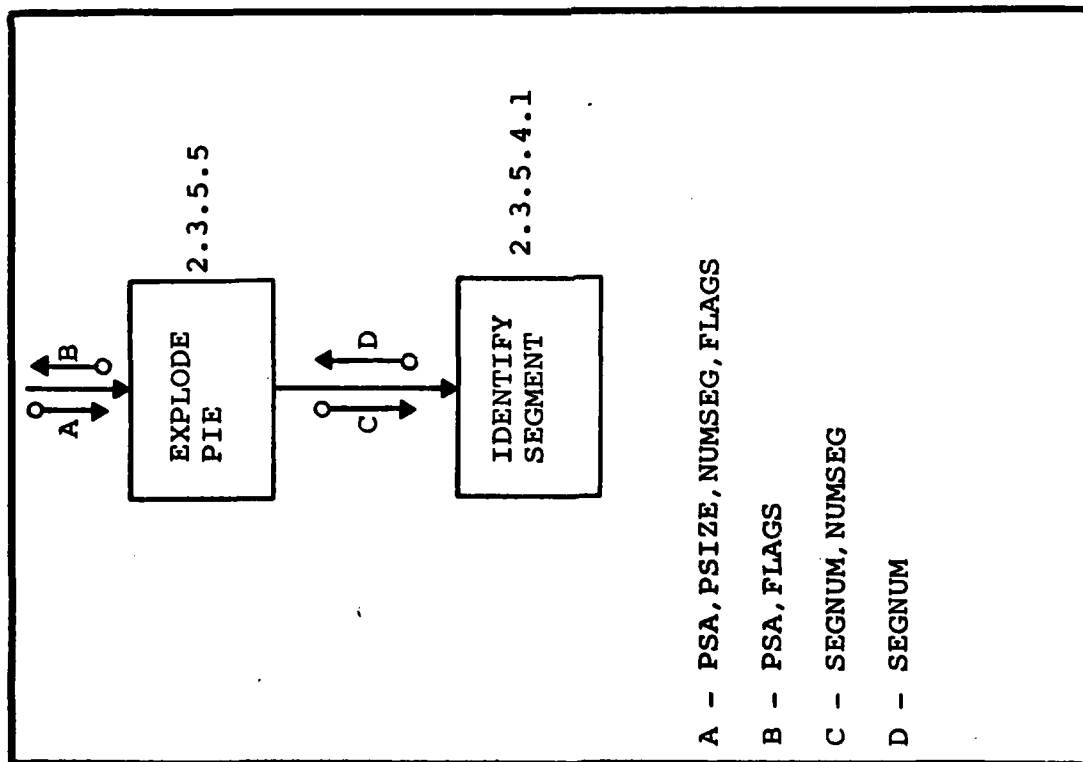 A
B
EXPLODE
PIE
2.3.5.5
C
D
IDENTIFY
SEGMENT
2.3.5.4.1
A - PSA,PSIZE,NUMSEG,FLAGS
B - PSA,FLAGS
C - SEGNUM,NUMSEG
D - SEGNUM